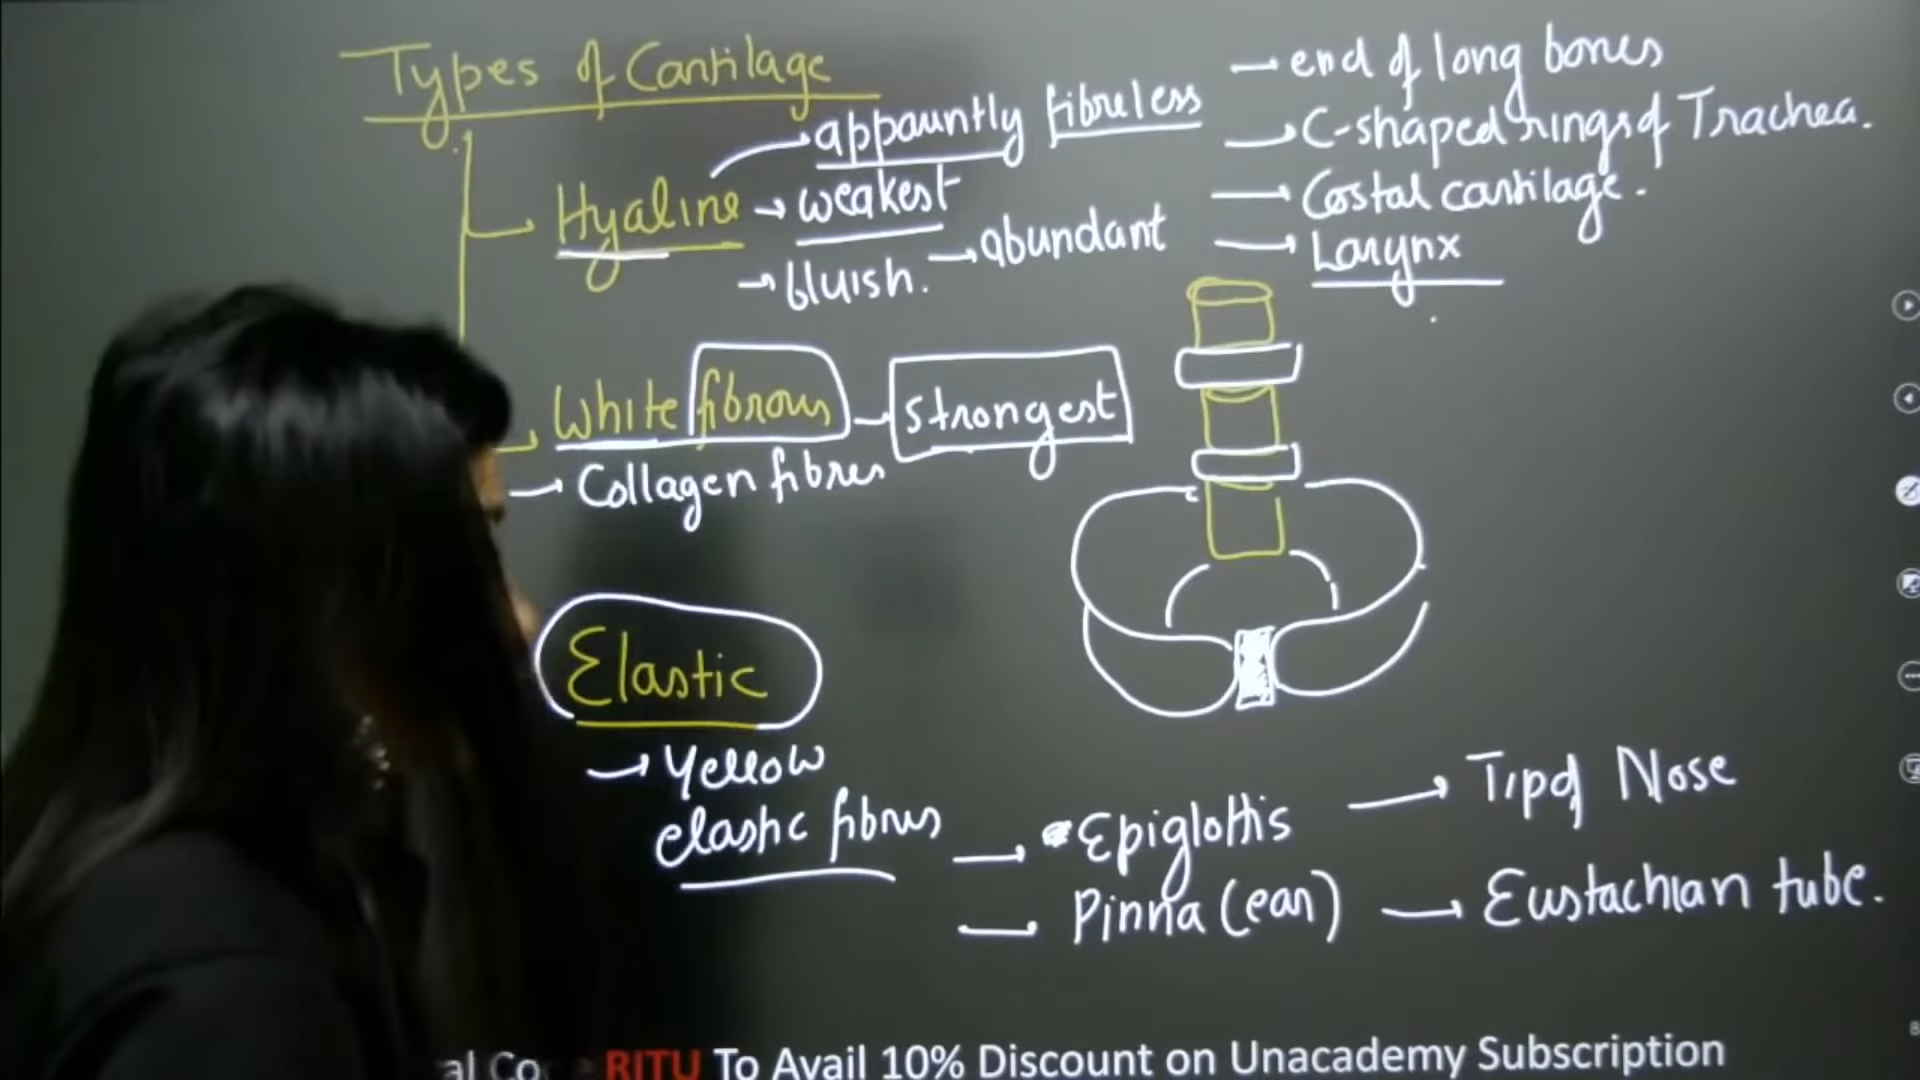 Types of Cartilage
Hyaline
→ appauntly fibreless
→ weakest
→ bluish. → abundant
→ end of long bones
→ C-shaped rings of Trachea.
→ Costal cartilage.
→ Larynx
White fibrous - strongest
→ Collagen fibres
Elastic
→ Yellow
elastic fibres
→ Epiglottis → Tip of Nose
→ Pinna (ear) → Eustachian tube.
RITU To Avail 10% Discount on Unacademy Subscription